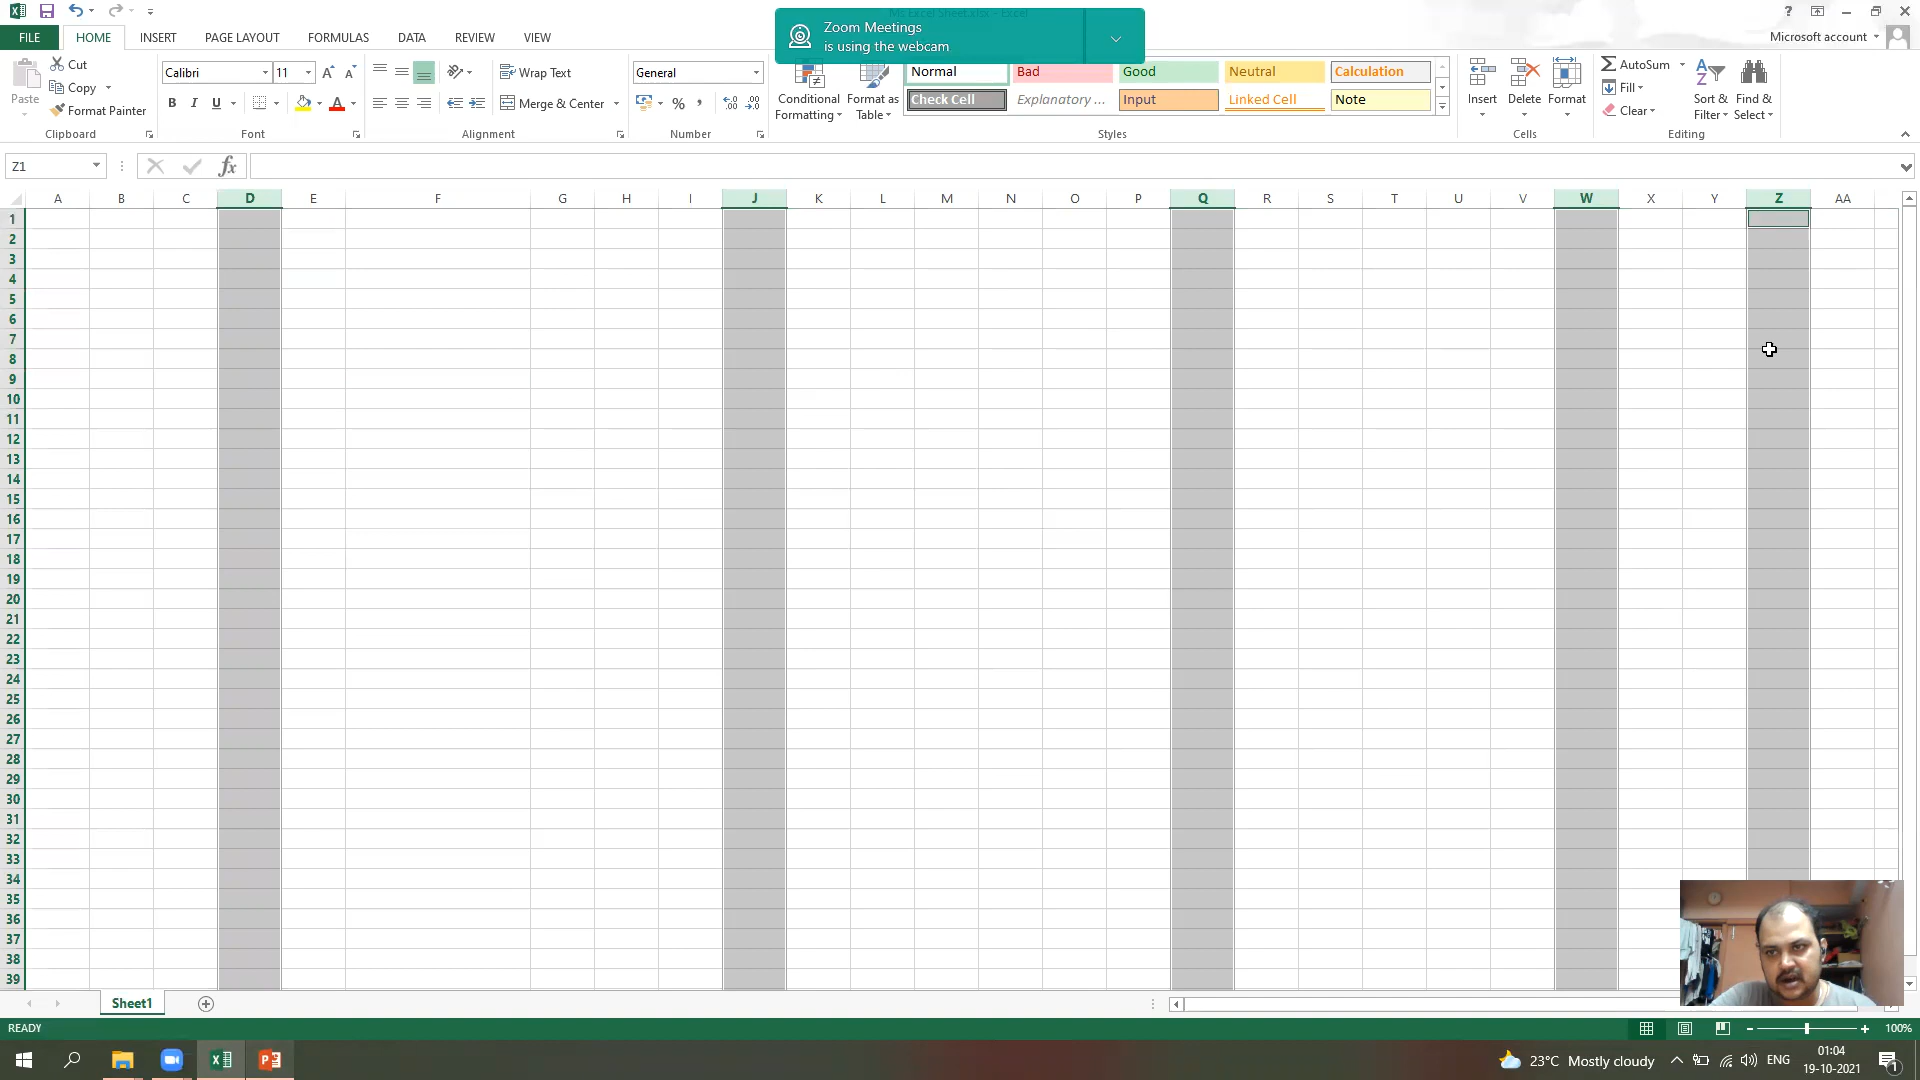 Ms Excel Sheet.xlsx - Excel
Zoom Meetings
is using the webcam
FILE HOME INSERT PAGE LAYOUT FORMULAS DATA REVIEW VIEW
Microsoft account
Paste
Cut
Copy
Format Painter
Clipboard
Calibri 11
B I U
Font
Wrap Text
Merge & Center
Alignment
General
%
Number
Conditional
Formatting
Format as
Table
Normal Bad Good Neutral Calculation
Check Cell Explanatory ... Input Linked Cell Note
Styles
Insert Delete Format
Cells
AutoSum
Fill
Clear
Sort &
Filter
Find &
Select
Editing
Z1
fx
A B C D E F G H I J K L M N O P Q R S T U V W X Y Z AA
1
2
3
4
5
6
7
8
9
10
11
12
13
14
15
16
17
18
19
20
21
22
23
24
25
26
27
28
29
30
31
32
33
34
35
36
37
38
39
Sheet1
READY
100%
23°C Mostly cloudy
ENG
01:04
19-10-2021
1